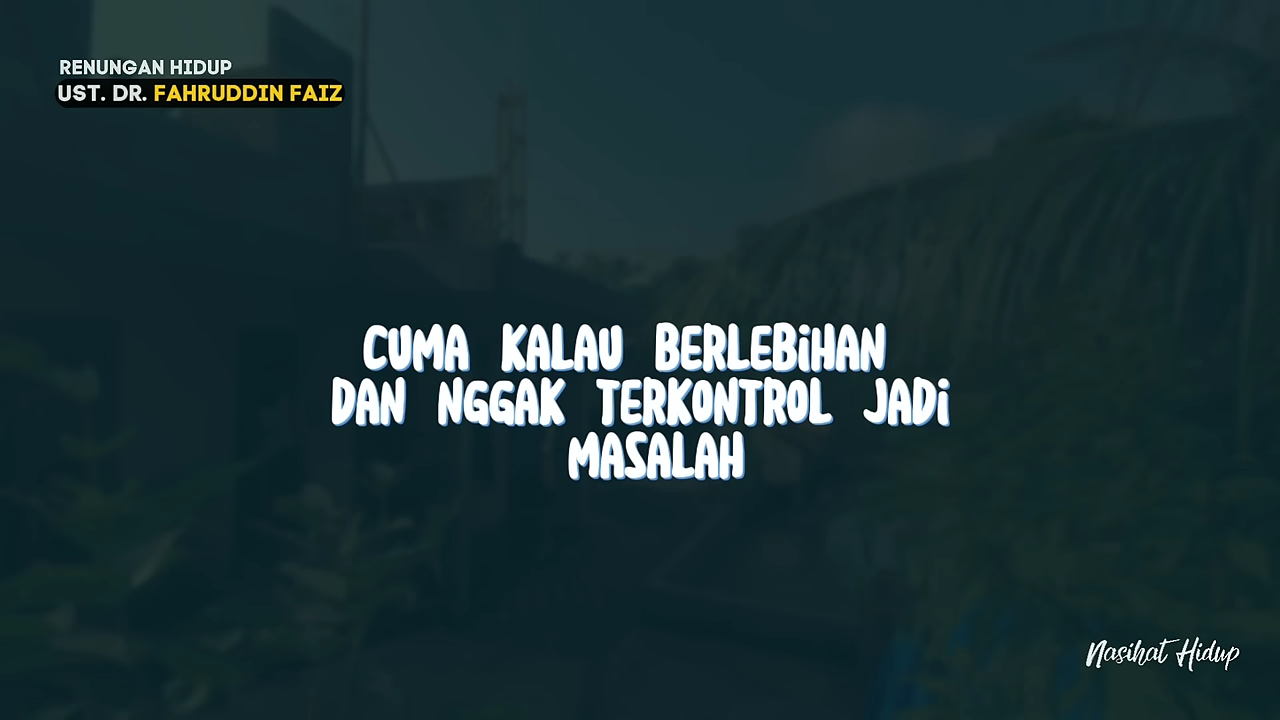 RENUNGAN HIDUP
UST. DR. FAHRUDDIN FAIZ
CUMA KALAU BERLEBiHAN
DAN NGGAK TERKONTROL JADi
MASALAH
Nasihat Hidup